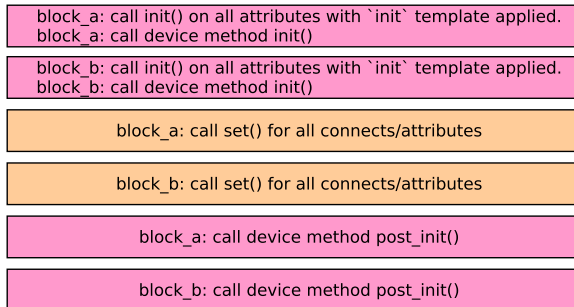 block_a: call init() on all attributes with `init` template applied.
block_a: call device method init()
block_b: call init() on all attributes with `init` template applied.
block_b: call device method init()
block_a: call set() for all connects/attributes
block_b: call set() for all connects/attributes
block_a: call device method post_init()
block_b: call device method post_init()